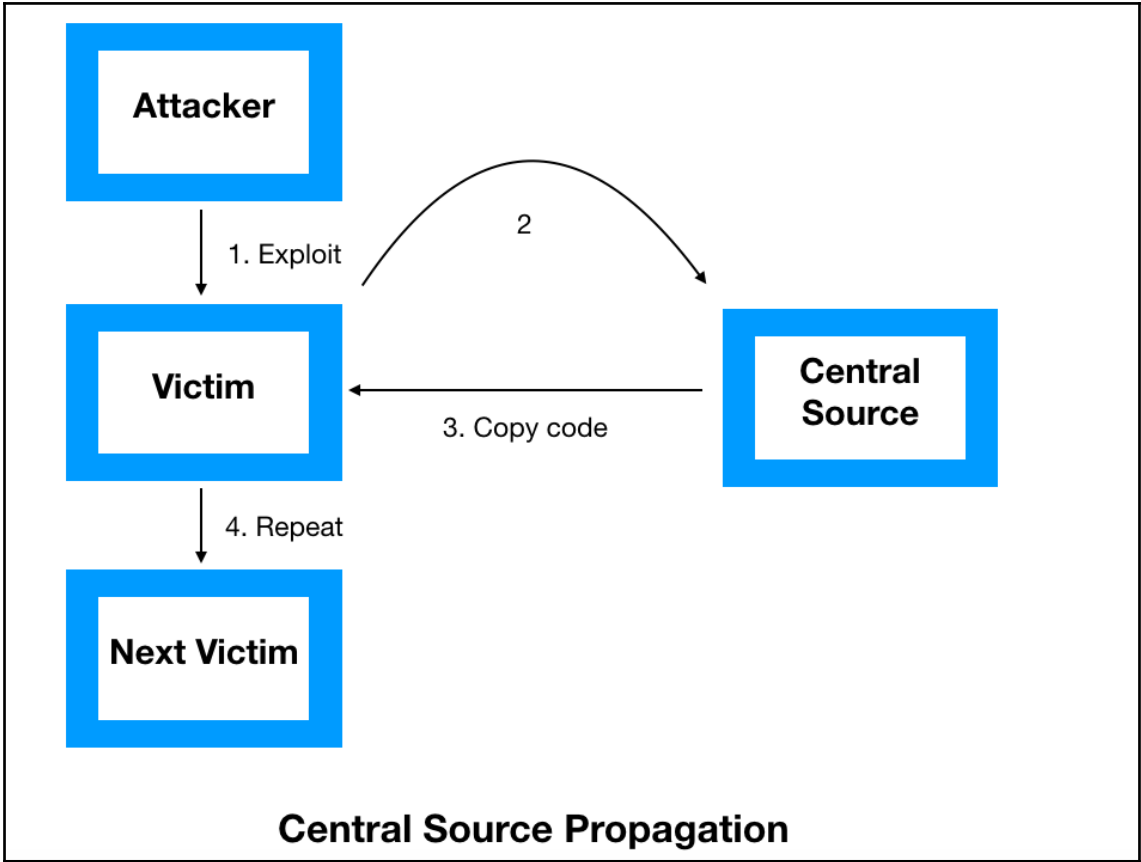 Attacker
1. Exploit
2
Victim
Central
Source
3. Copy code
4. Repeat
Next Victim
Central Source Propagation